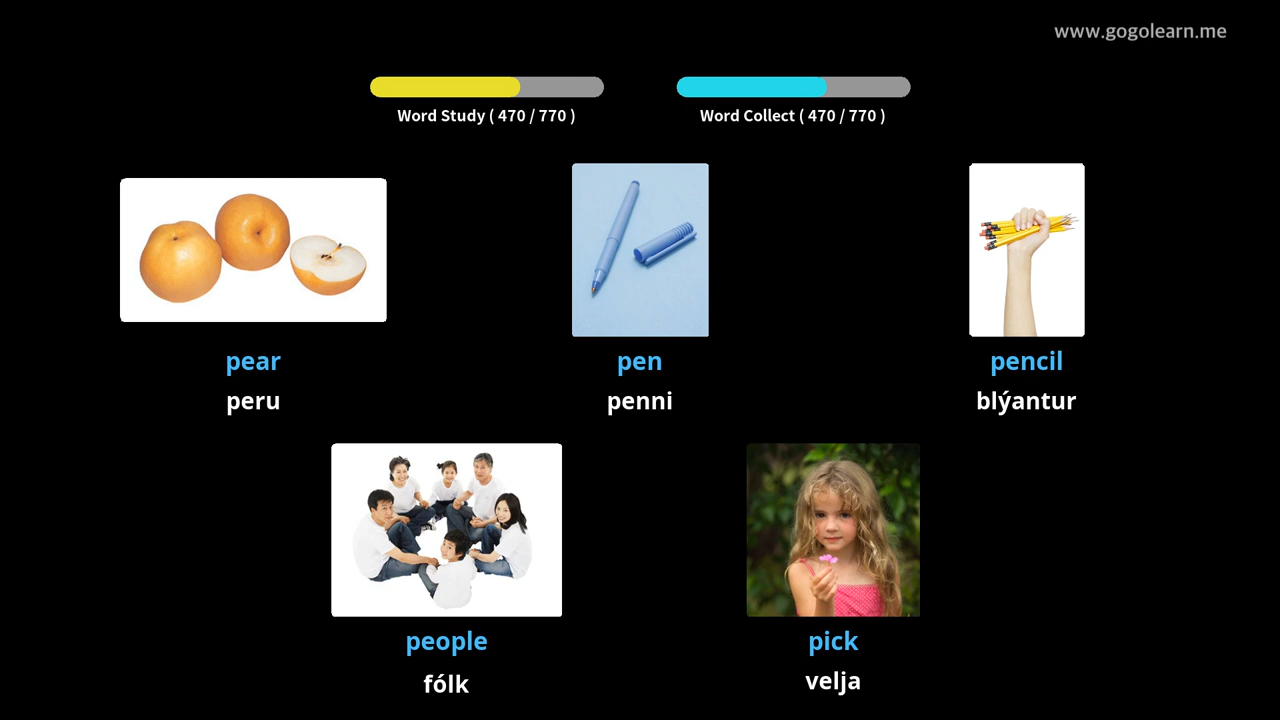 www.gogolearn.me
Word Study ( 470 / 770 )
Word Collect ( 470 / 770 )
pear
peru
pen
penni
pencil
blýantur
people
fólk
pick
velja